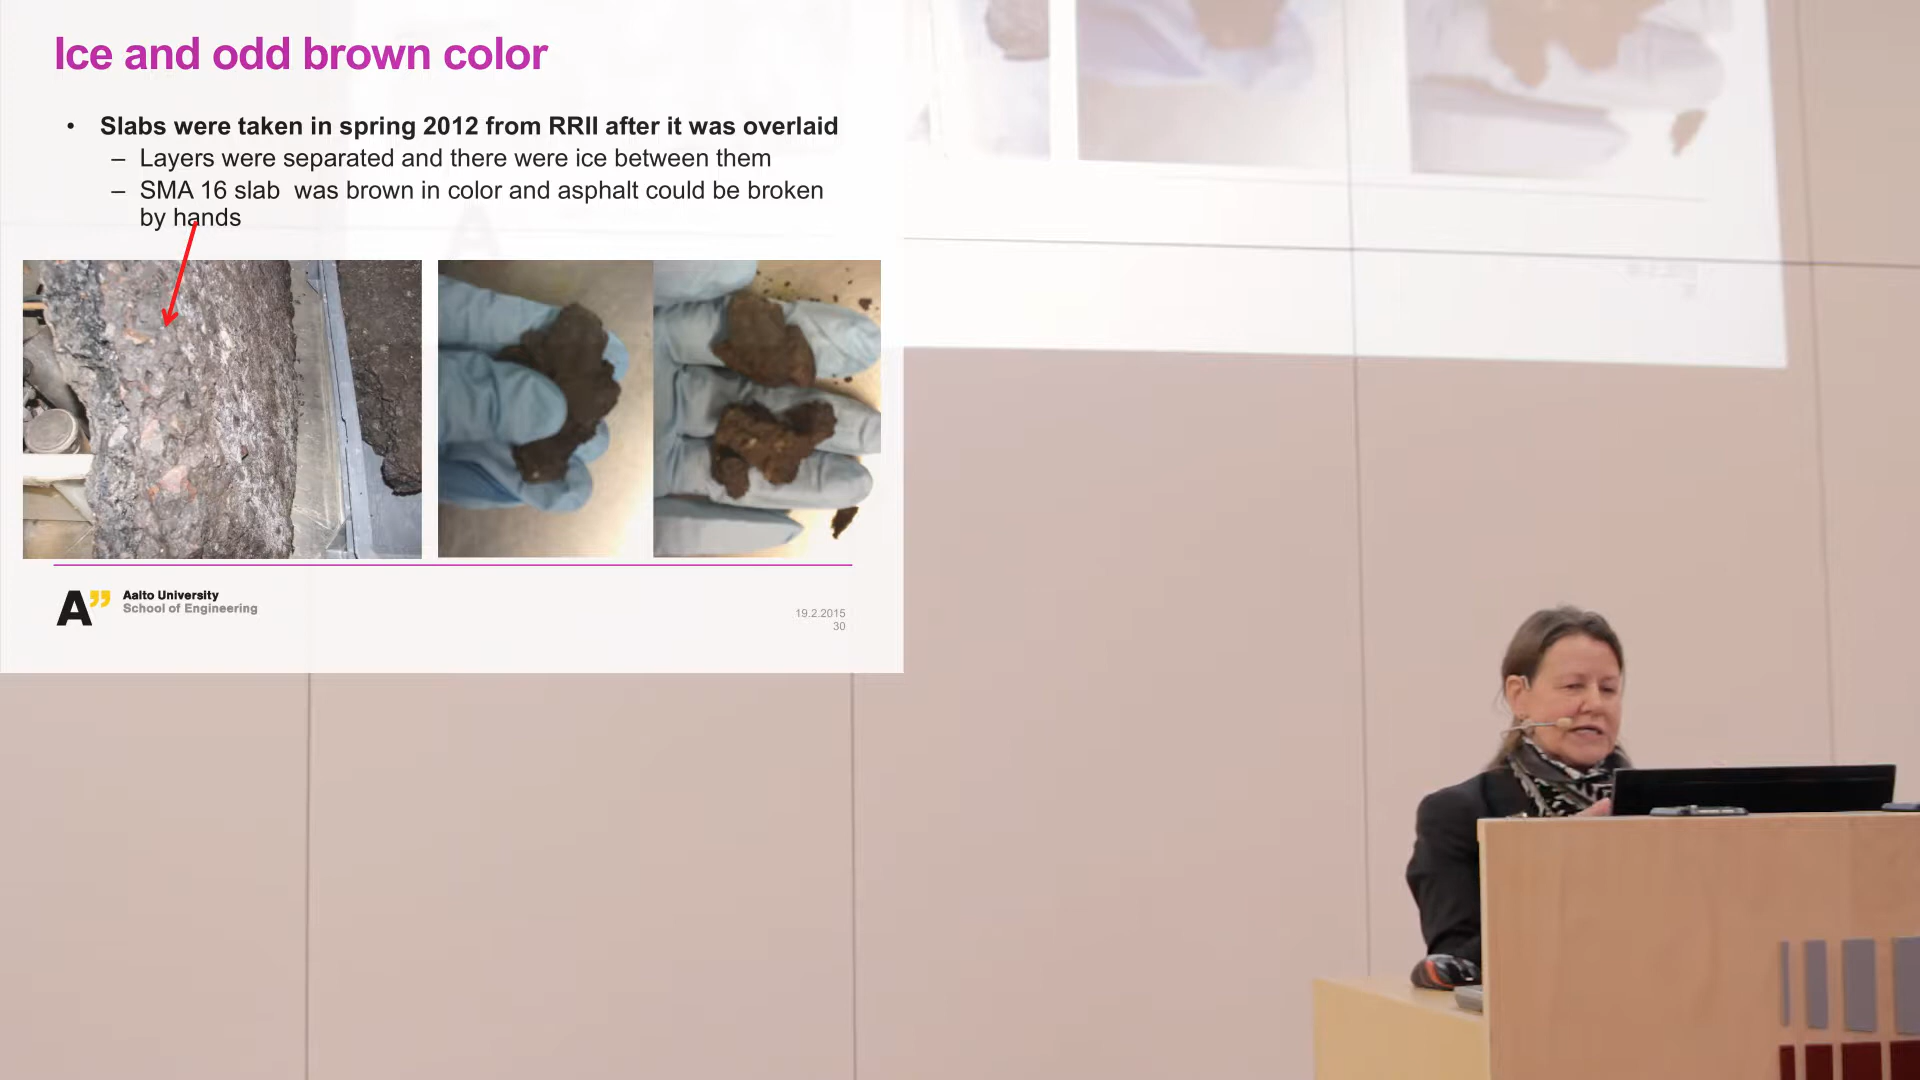 Ice and odd brown color
• Slabs were taken in spring 2012 from RRII after it was overlaid
– Layers were separated and there were ice between them
– SMA 16 slab was brown in color and asphalt could be broken
by hands
A”
Aalto University
School of Engineering
19.2.2015
30